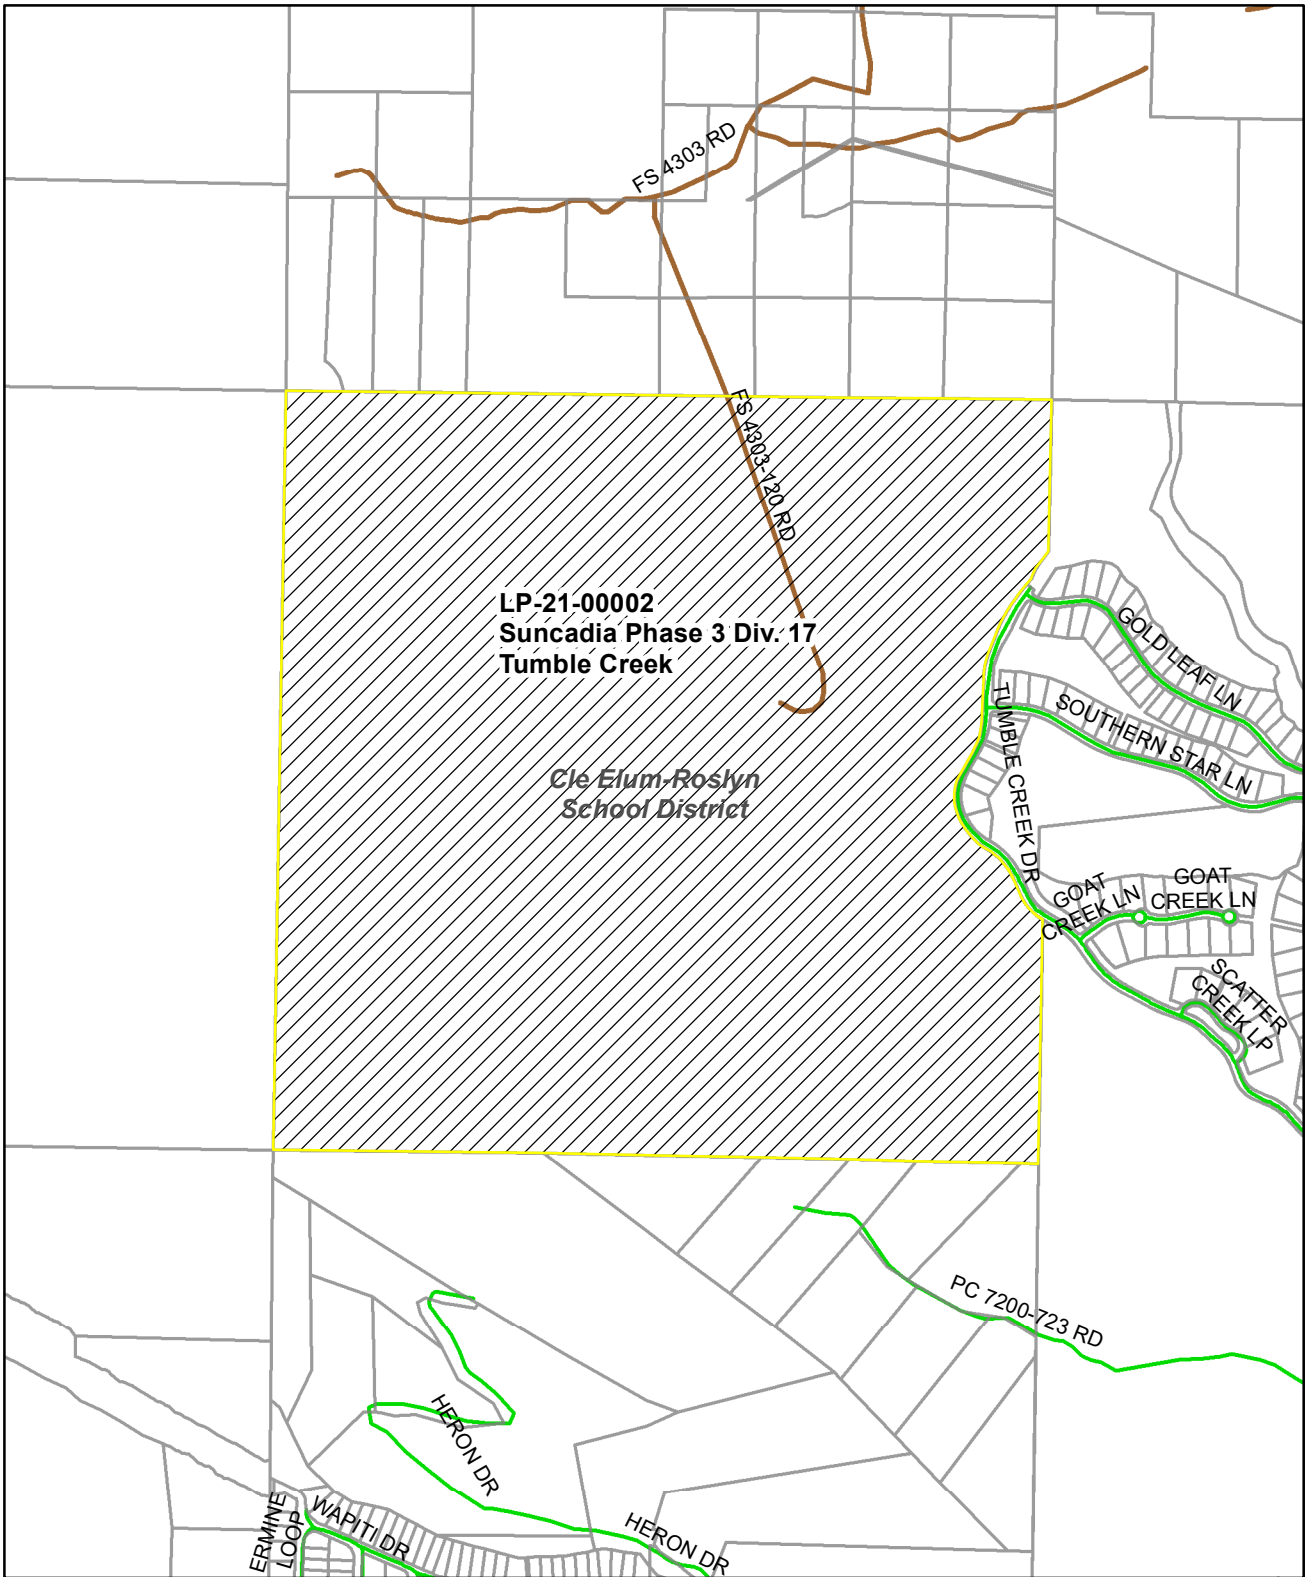 FS 4303 RD
FS 4303-120 RD
LP-21-00002
Suncadia Phase 3 Div. 17
Tumble Creek
GOLD LEAF LN
SOUTHERN STAR LN
TUMBLE CREEK DR
Cle Elum-Roslyn
School District
GOAT
CREEK LN
GOAT
CREEK LN
SCATTER
CREEK LP
PC 7200-723 RD
HERON DR
ERMINE
LOOP
WAPITI DR
HERON DR